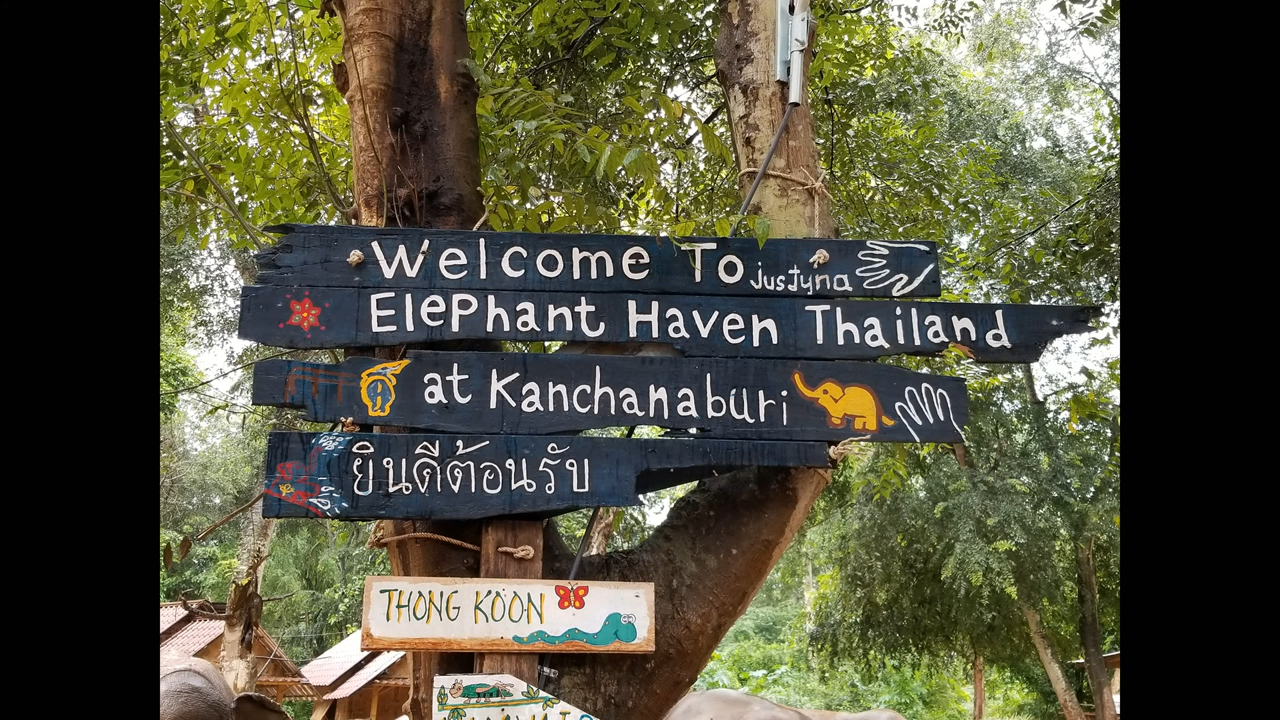 Welcome To justyna
Elephant Haven Thailand
at Kanchanaburi
ยินดีต้อนรับ
THONG KOON